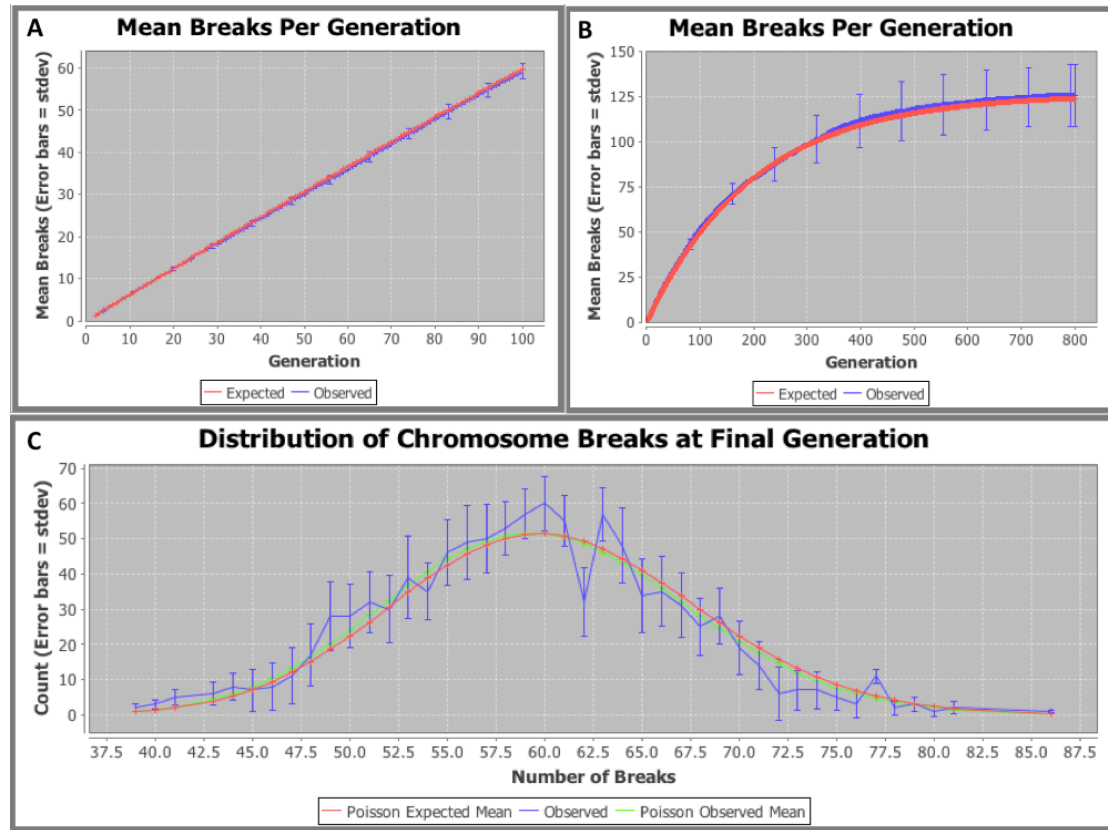 A
Mean Breaks Per Generation
Mean Breaks (Error bars = stdev)
60
50
40
30
20
10
0
0 10 20 30 40 50 60 70 80 90 100
Generation
Expected Observed
B
Mean Breaks Per Generation
Mean Breaks (Error bars = stdev)
150
125
100
75
50
25
0
0 100 200 300 400 500 600 700 800
Generation
Expected Observed
C
Distribution of Chromosome Breaks at Final Generation
Count (Error bars = stdev)
70
60
50
40
30
20
10
0
37.5 40.0 42.5 45.0 47.5 50.0 52.5 55.0 57.5 60.0 62.5 65.0 67.5 70.0 72.5 75.0 77.5 80.0 82.5 85.0 87.5
Number of Breaks
Poisson Expected Mean Observed Poisson Observed Mean